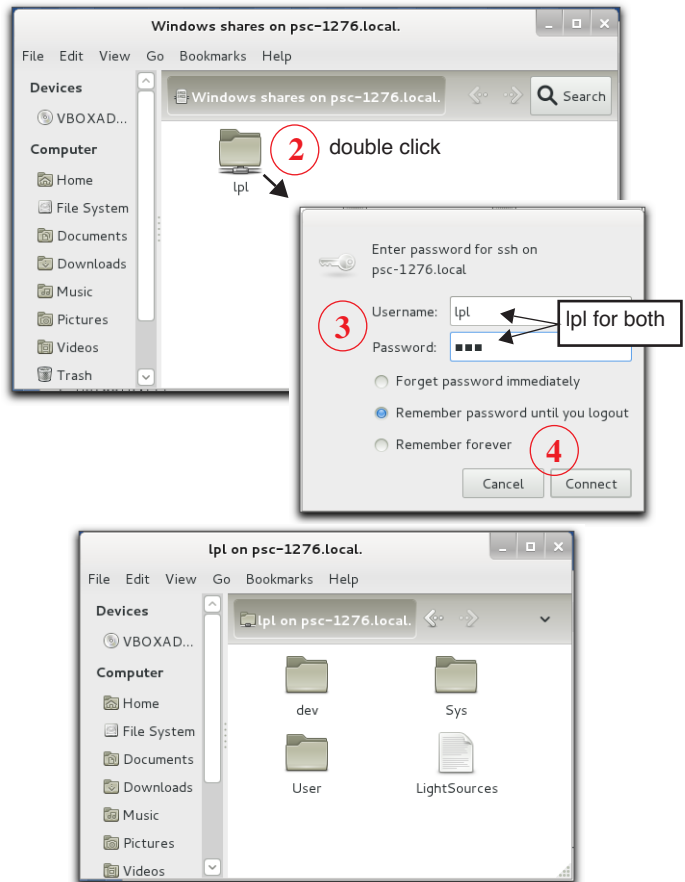 Windows shares on psc-1276.local.
File Edit View Go Bookmarks Help
Devices
VBOXAD...
Computer
Home
File System
Documents
Downloads
Music
Pictures
Videos
Trash
Windows shares on psc-1276.local.
Search
lpl
2 double click
Enter password for ssh on
psc-1276.local
3
Username: lpl
Password: ▪▪▪
lpl for both
Forget password immediately
Remember password until you logout
Remember forever
4
Cancel Connect
lpl on psc-1276.local.
File Edit View Go Bookmarks Help
Devices
VBOXAD...
Computer
Home
File System
Documents
Downloads
Music
Pictures
Videos
lpl on psc-1276.local.
dev Sys
User LightSources